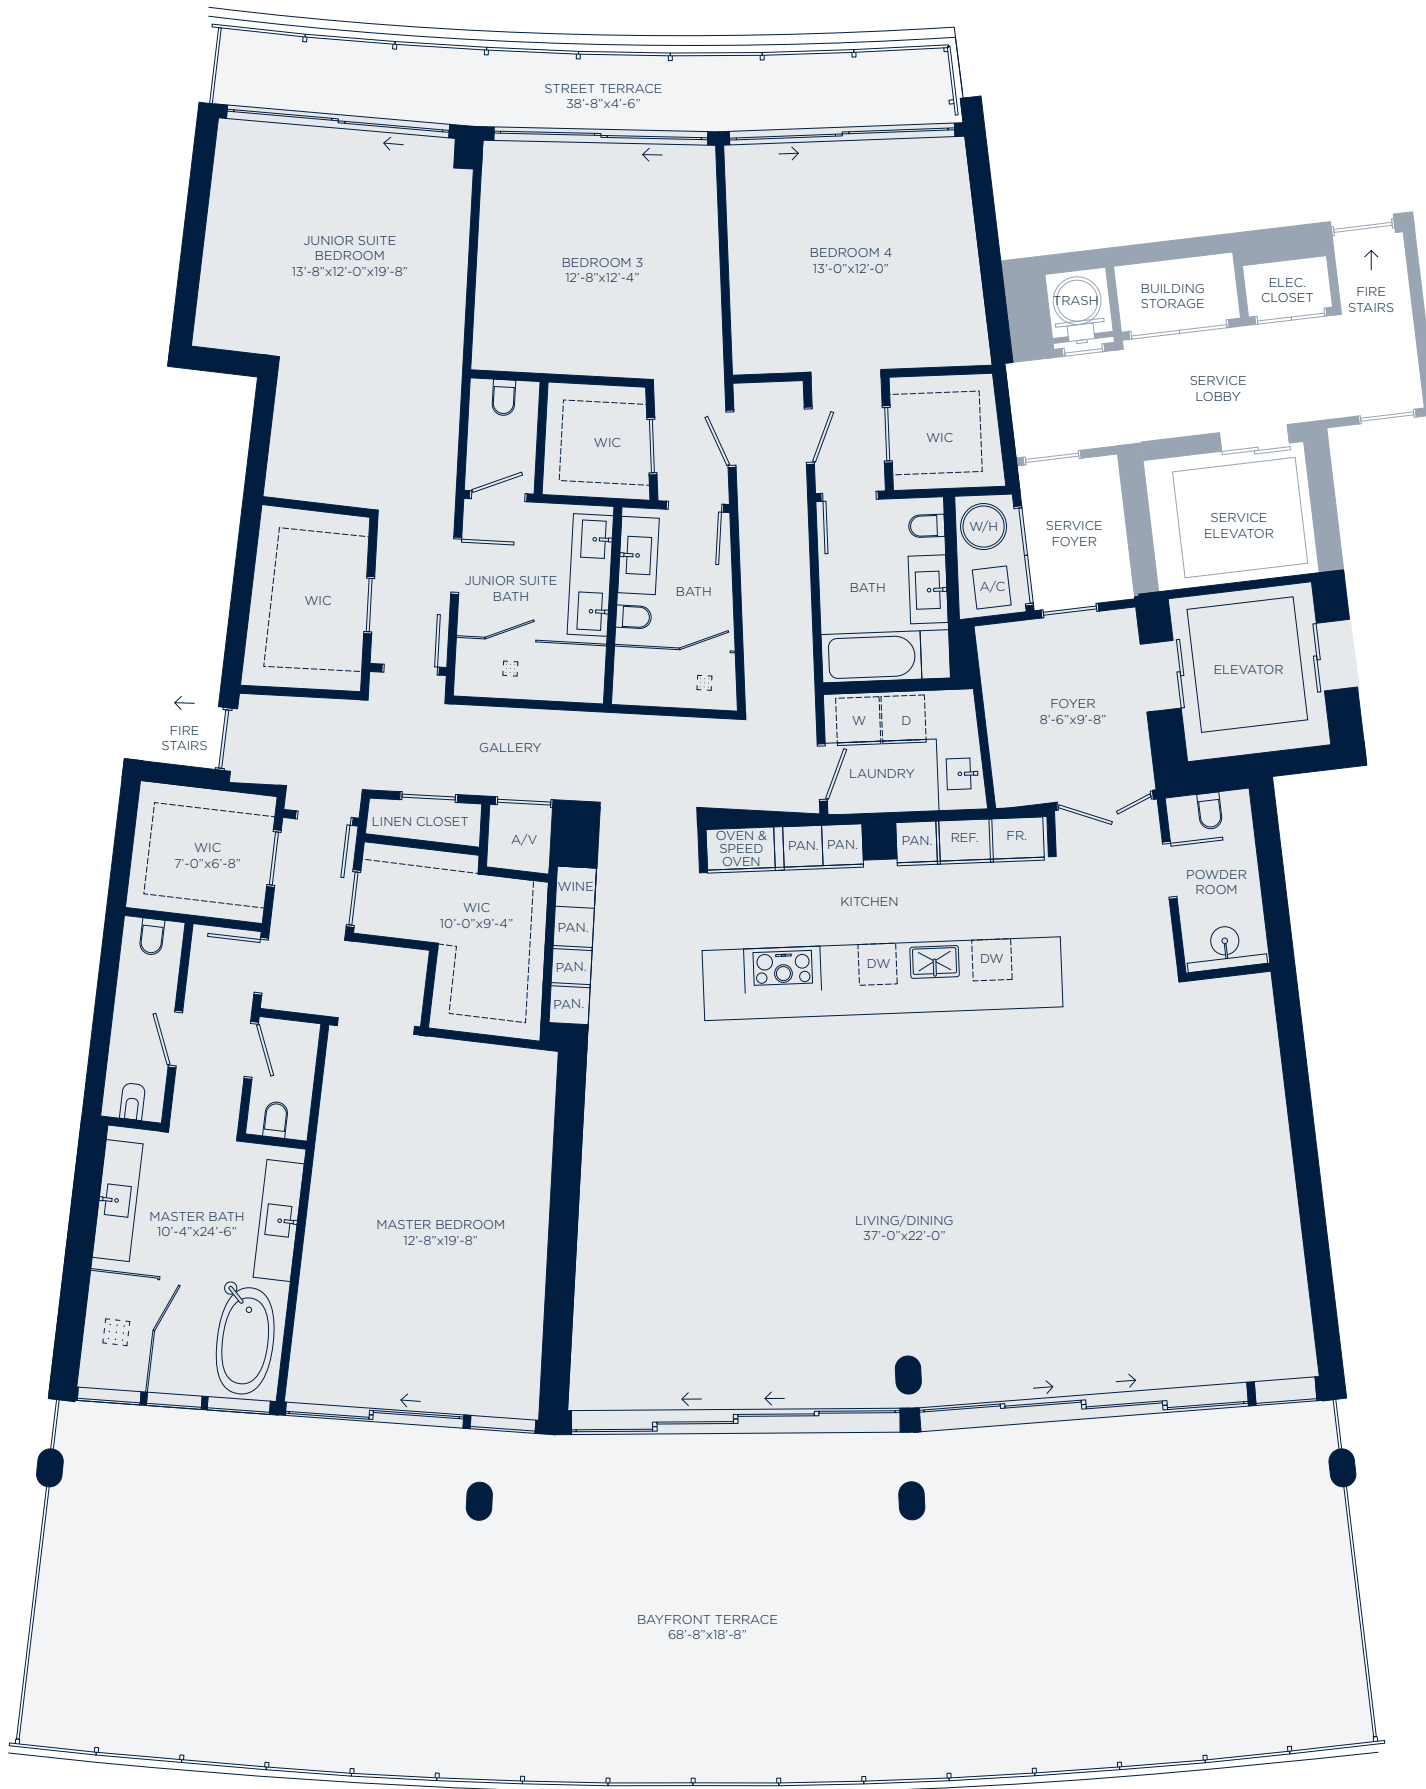 STREET TERRACE
38'-8"x4'-6"
JUNIOR SUITE
BEDROOM
13'-8"x12'-0"x19'-8"
BEDROOM 3
12'-8"x12'-4"
BEDROOM 4
13'-0"x12'-0"
TRASH
BUILDING
STORAGE
ELEC.
CLOSET
FIRE
STAIRS
SERVICE
LOBBY
WIC
WIC
W/H
SERVICE
FOYER
SERVICE
ELEVATOR
WIC
JUNIOR SUITE
BATH
BATH
BATH
A/C
ELEVATOR
FIRE
STAIRS
GALLERY
W
D
LAUNDRY
FOYER
8'-6"x9'-8"
LINEN CLOSET
A/V
OVEN &
SPEED
OVEN
PAN.
PAN.
PAN.
REF.
FR.
WIC
7'-0"x6'-8"
WINE
WIC
10'-0"x9'-4"
PAN.
PAN.
PAN.
KITCHEN
POWDER
ROOM
DW
DW
MASTER BATH
10'-4"x24'-6"
MASTER BEDROOM
12'-8"x19'-8"
LIVING/DINING
37'-0"x22'-0"
BAYFRONT TERRACE
68'-8"x18'-8"